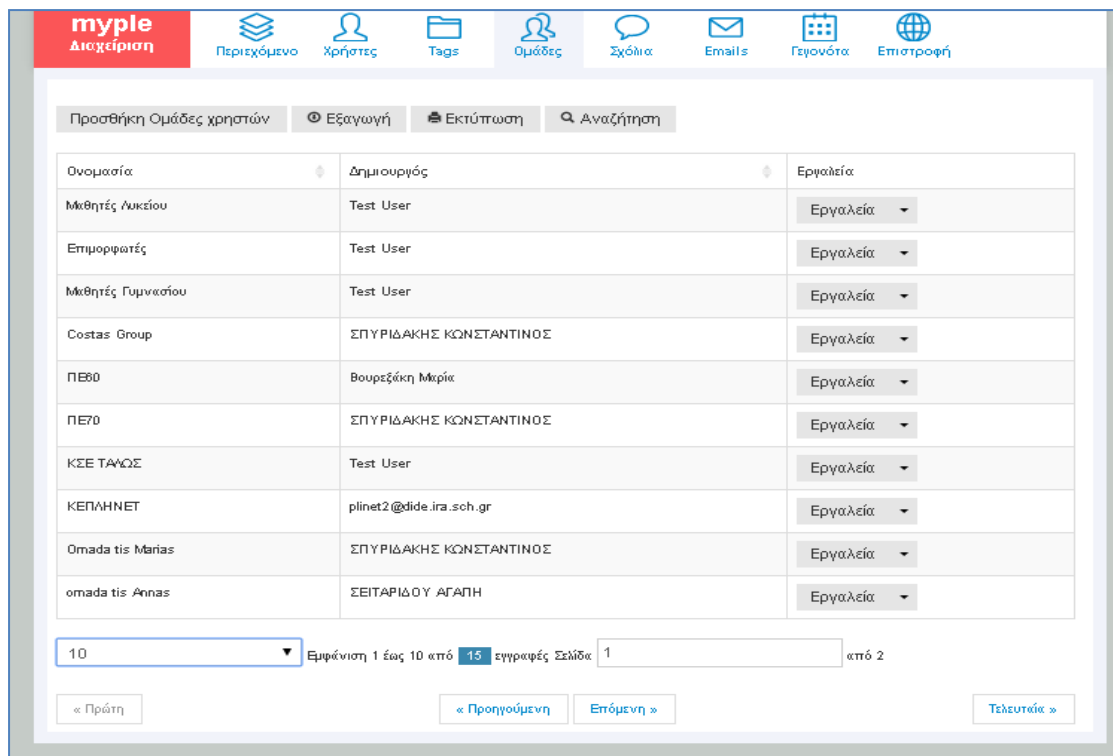 myple
Διαχείριση
Περιεχόμενο Χρήστες Tags Ομάδες Σχόλια Emails Γεγονότα Επιστροφή
Προσθήκη Ομάδες χρηστών Εξαγωγή Εκτύπωση Αναζήτηση
Ονομασία Δημιουργός Εργαλεία
Μαθητές Λυκείου Test User Εργαλεία
Επιμορφωτές Test User Εργαλεία
Μαθητές Γυμνασίου Test User Εργαλεία
Costas Group ΣΠΥΡΙΔΑΚΗΣ ΚΩΝΣΤΑΝΤΙΝΟΣ Εργαλεία
ΠΕ60 Βουρεξάκη Μαρία Εργαλεία
ΠΕ70 ΣΠΥΡΙΔΑΚΗΣ ΚΩΝΣΤΑΝΤΙΝΟΣ Εργαλεία
ΚΣΕ ΤΑΛΩΣ Test User Εργαλεία
ΚΕΠΛΗΝΕΤ plinet2@dide.ira.sch.gr Εργαλεία
Omada tis Marias ΣΠΥΡΙΔΑΚΗΣ ΚΩΝΣΤΑΝΤΙΝΟΣ Εργαλεία
omada tis Annas ΣΕΙΤΑΡΙΔΟΥ ΑΓΑΠΗ Εργαλεία
10 Εμφάνιση 1 έως 10 από 15 εγγραφές Σελίδα 1 από 2
« Πρώτη « Προηγούμενη Επόμενη » Τελευταία »